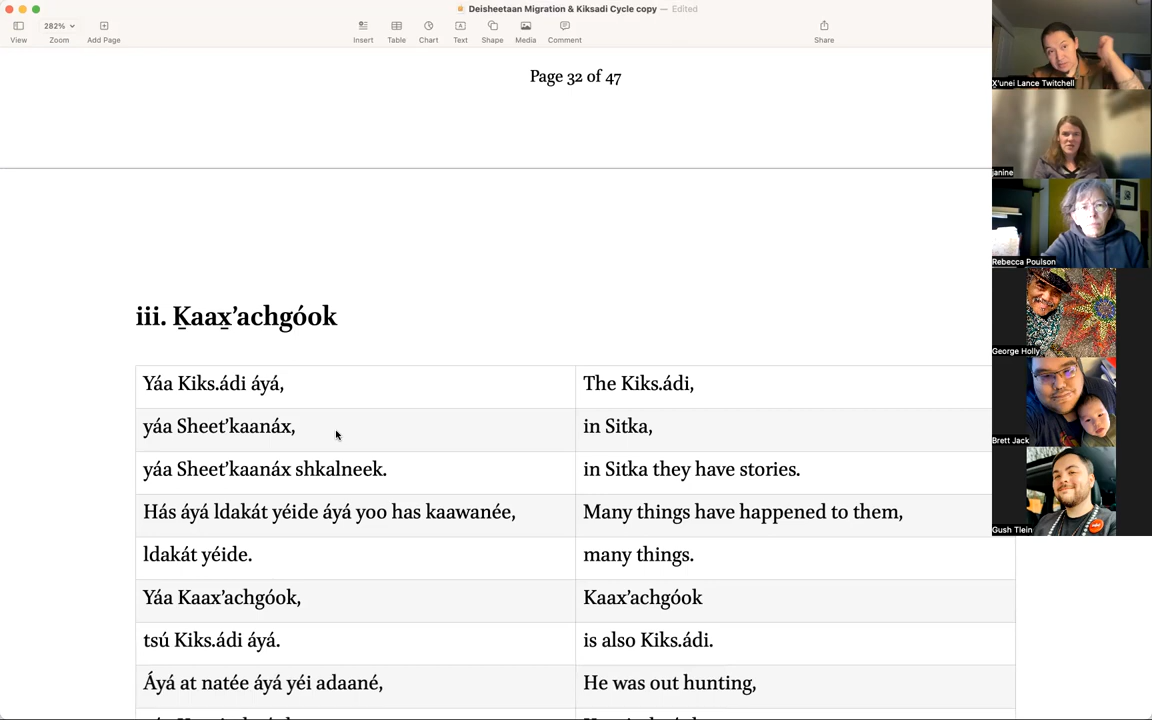 Deisheetaan Migration & Kiksadi Cycle copy — Edited
282%
View
Zoom
Add Page
Insert
Table
Chart
Text
Shape
Media
Comment
Share
Page 32 of 47
iii. Ḵaax̱’achgóok
Yáa Kiks.ádi áyá,
The Kiks.ádi,
yáa Sheet’kaanáx,
in Sitka,
yáa Sheet’kaanáx shkalneek.
in Sitka they have stories.
Hás áyá ldakát yéide áyá yoo has kaawanée,
Many things have happened to them,
ldakát yéide.
many things.
Yáa Kaax’achgóok,
Kaax’achgóok
tsú Kiks.ádi áyá.
is also Kiks.ádi.
Áyá at natée áyá yéi adaané,
He was out hunting,
X̱ʼunei Lance Twitchell
janine
Rebecca Poulson
George Holly
Brett Jack
Gush Tlein